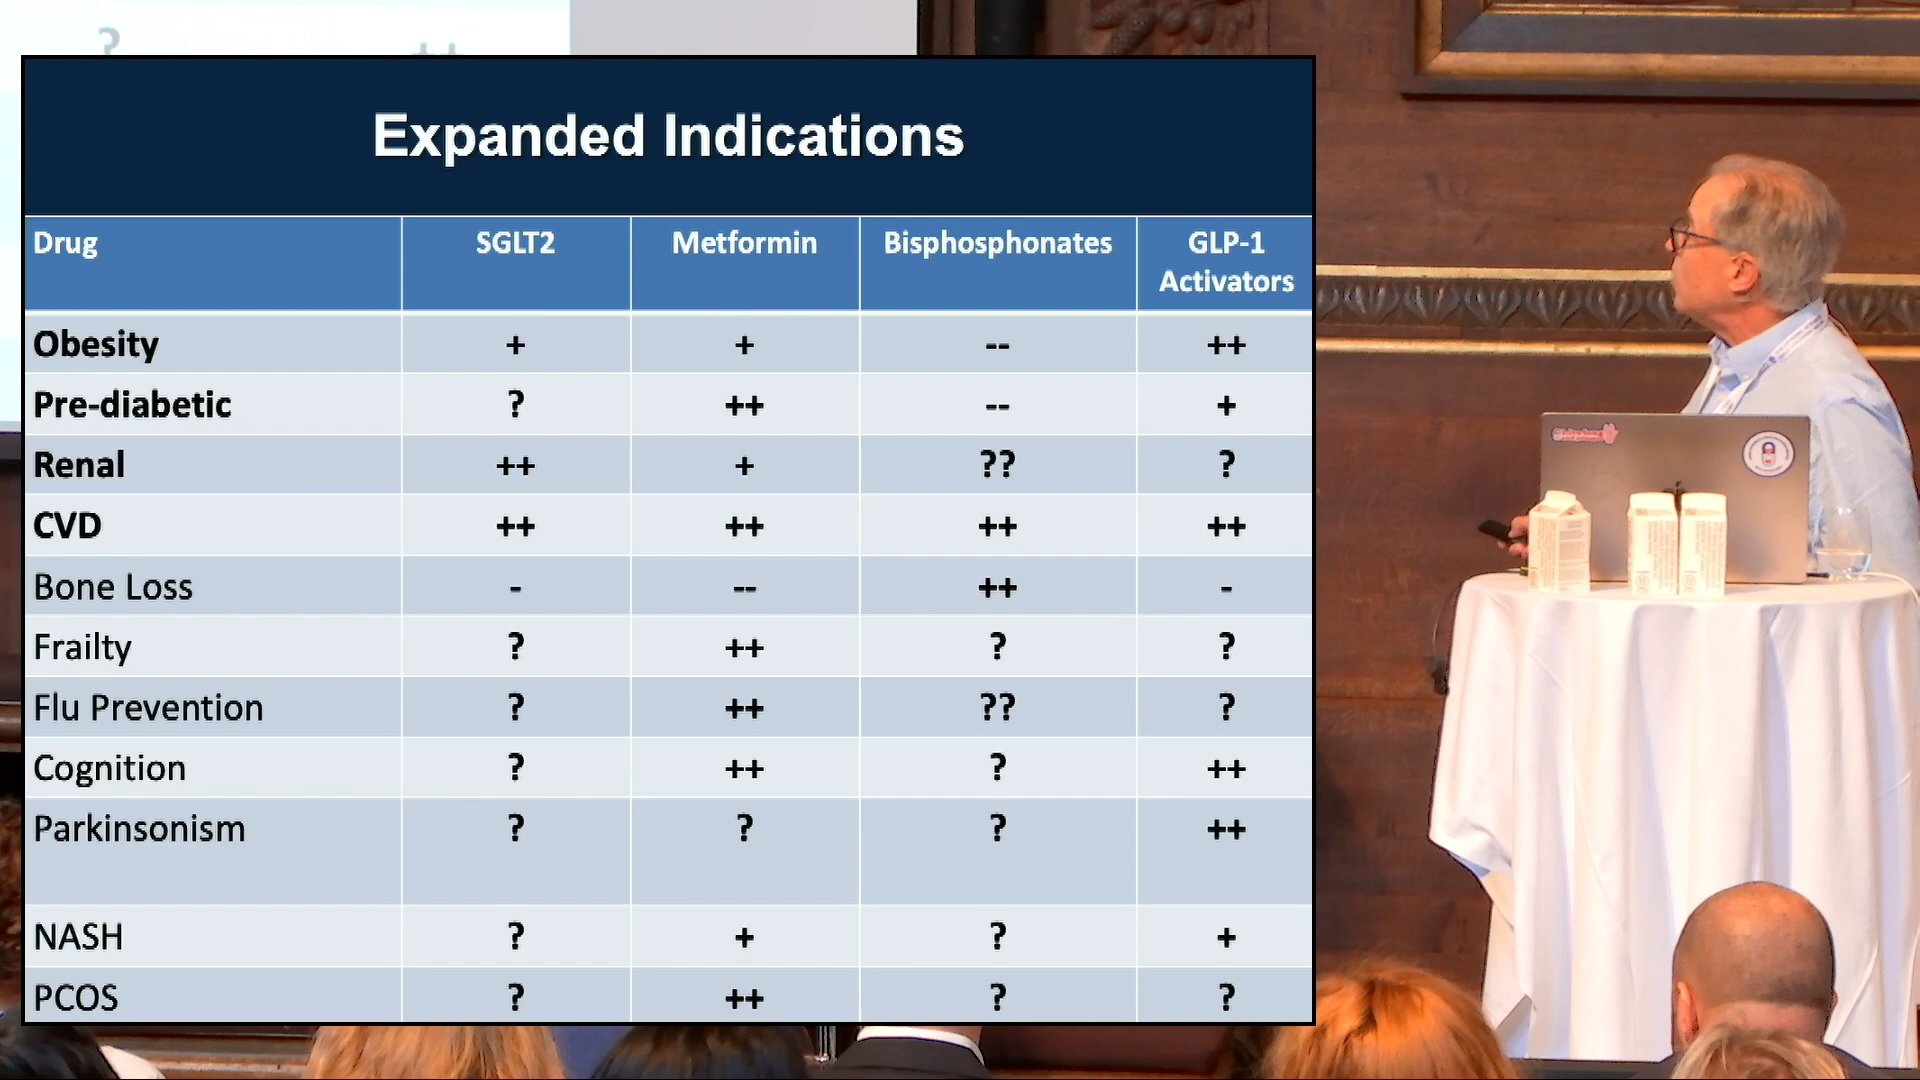 ? ++
Expanded Indications
Drug SGLT2 Metformin Bisphosphonates GLP-1 Activators
Obesity + + -- ++
Pre-diabetic ? ++ -- +
Renal ++ + ?? ?
CVD ++ ++ ++ ++
Bone Loss - -- ++ -
Frailty ? ++ ? ?
Flu Prevention ? ++ ?? ?
Cognition ? ++ ? ++
Parkinsonism ? ? ? ++
NASH ? + ? +
PCOS ? ++ ? ?